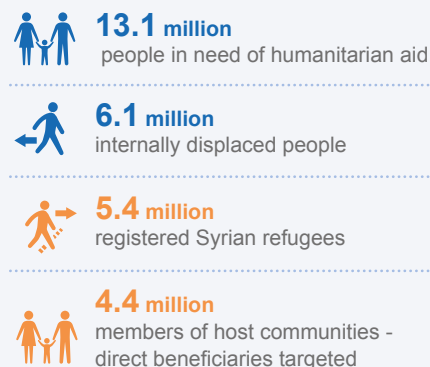 13.1 million
people in need of humanitarian aid
6.1 million
internally displaced people
5.4 million
registered Syrian refugees
4.4 million
members of host communities -
direct beneficiaries targeted